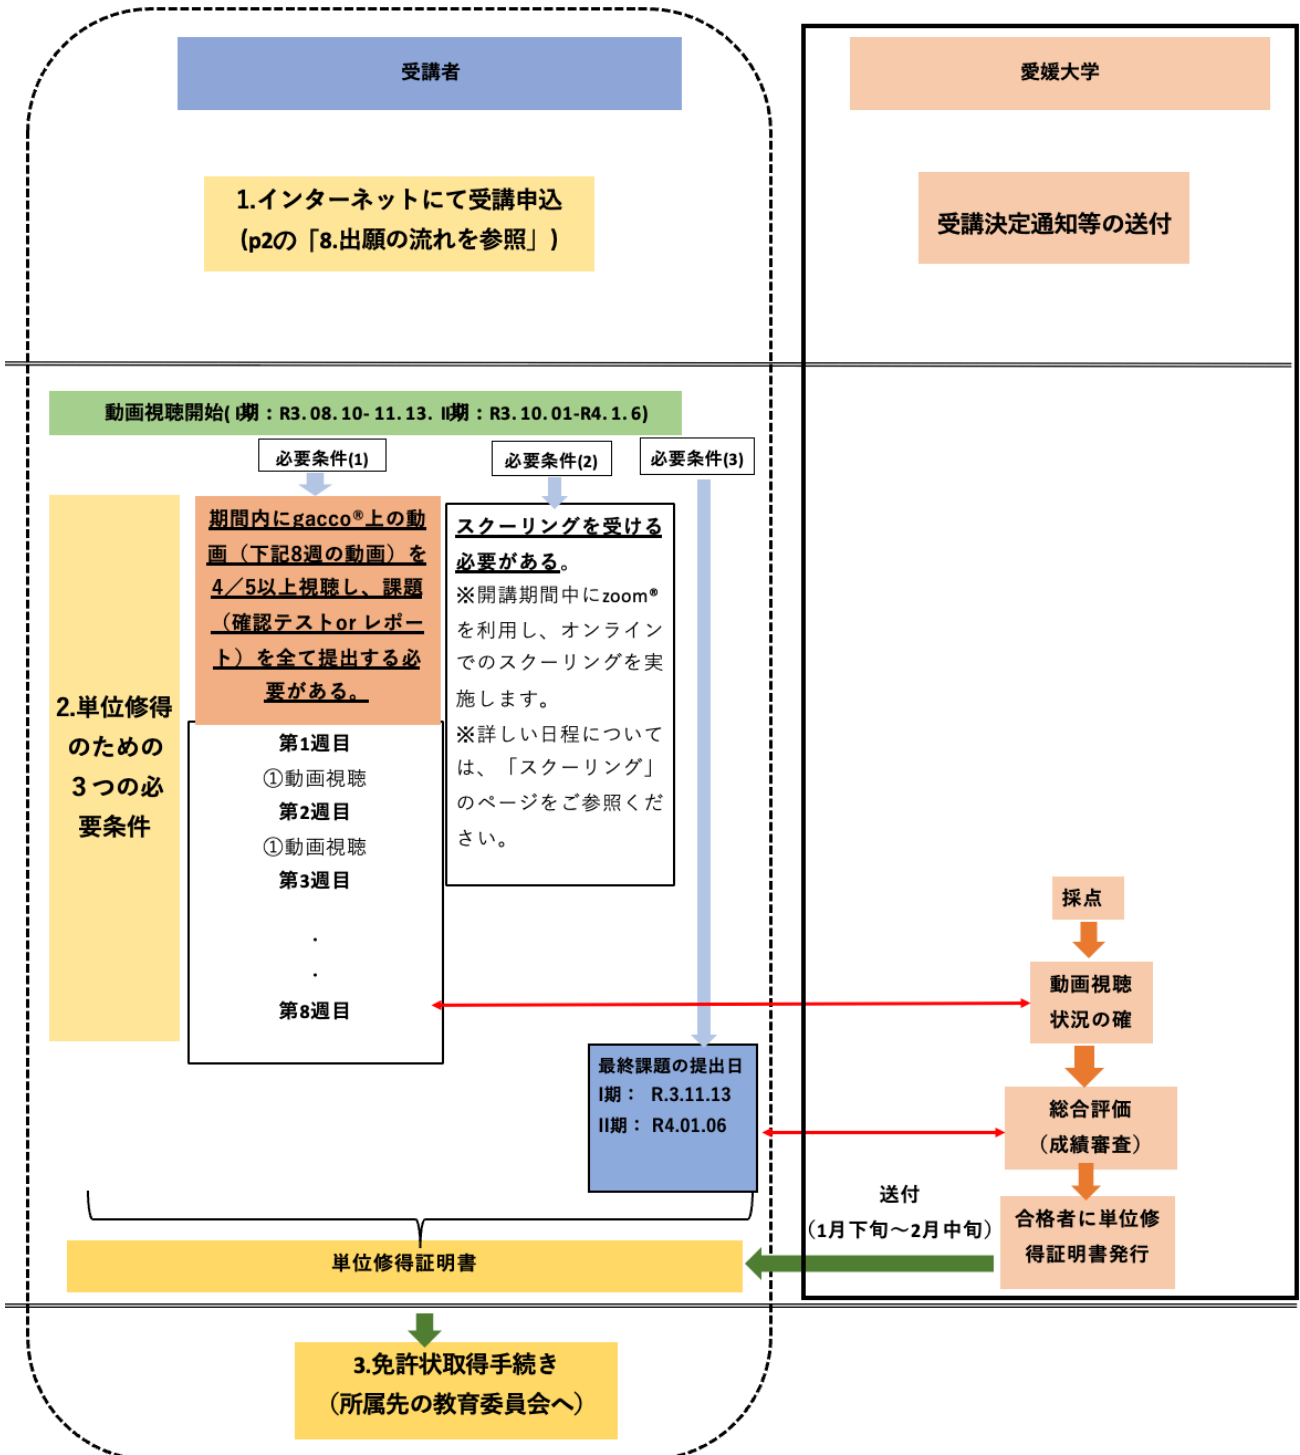 受講者
愛媛大学
1.インターネットにて受講申込
(p2の「8.出願の流れを参照」)
受講決定通知等の送付
動画視聴開始( I期：R3.08.10-11.13. II期：R3.10.01-R4.1.6)
必要条件(1)
必要条件(2)
必要条件(3)
2.単位修得
のための
３つの必
要条件
期間内にgacco®上の動
画（下記8週の動画）を
4／5以上視聴し、課題
（確認テストor レポー
ト）を全て提出する必
要がある。
第1週目
①動画視聴
第2週目
①動画視聴
第3週目
.
.
第8週目
スクーリングを受ける
必要がある。
※開講期間中にzoom®
を利用し、オンライン
でのスクーリングを実
施します。
※詳しい日程について
は、「スクーリング」
のページをご参照くだ
さい。
最終課題の提出日
I期： R.3.11.13
II期： R4.01.06
採点
動画視聴
状況の確
総合評価
（成績審査）
合格者に単位修
得証明書発行
送付
（1月下旬～2月中旬）
単位修得証明書
3.免許状取得手続き
（所属先の教育委員会へ）